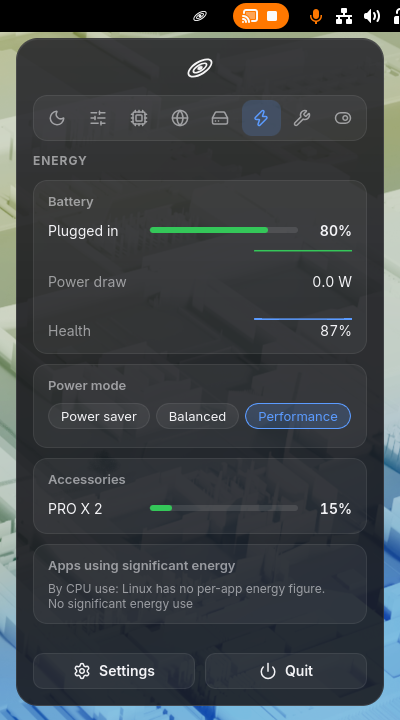 ENERGY
Battery
Plugged in 80%
Power draw 0.0 W
Health 87%
Power mode
Power saver Balanced Performance
Accessories
PRO X 2 15%
Apps using significant energy
By CPU use: Linux has no per-app energy figure.
No significant energy use
Settings Quit